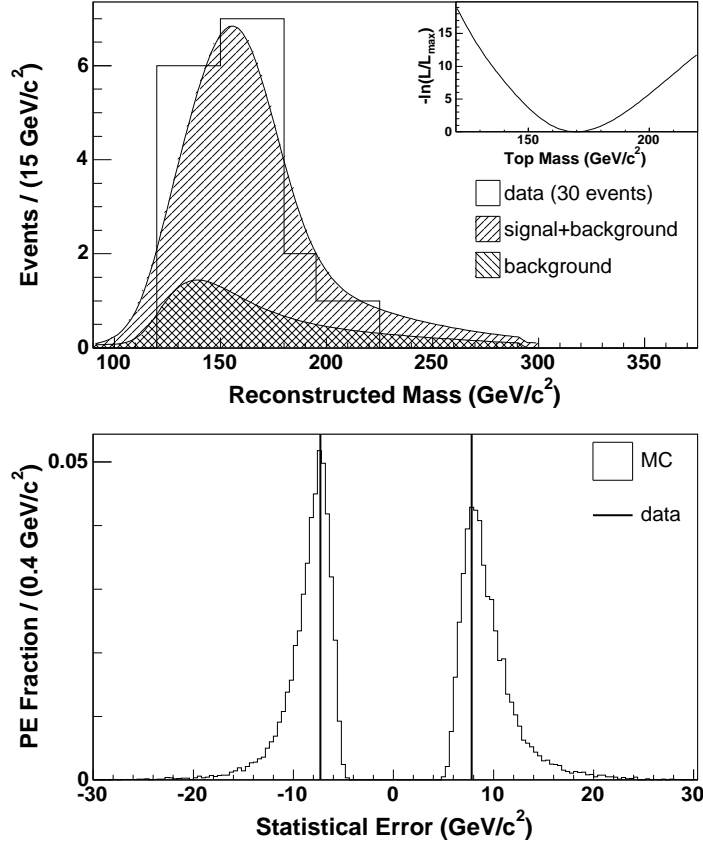 6
4
2
0
Events / (15 GeV/c²)
100 150 200 250 300 350
Reconstructed Mass (GeV/c²)
15
10
5
0
-ln(L/Lmax)
150 200
Top Mass (GeV/c²)
data (30 events)
signal+background
background
0.05
0
PE Fraction / (0.4 GeV/c²)
MC
data
-30 -20 -10 0 10 20 30
Statistical Error (GeV/c²)